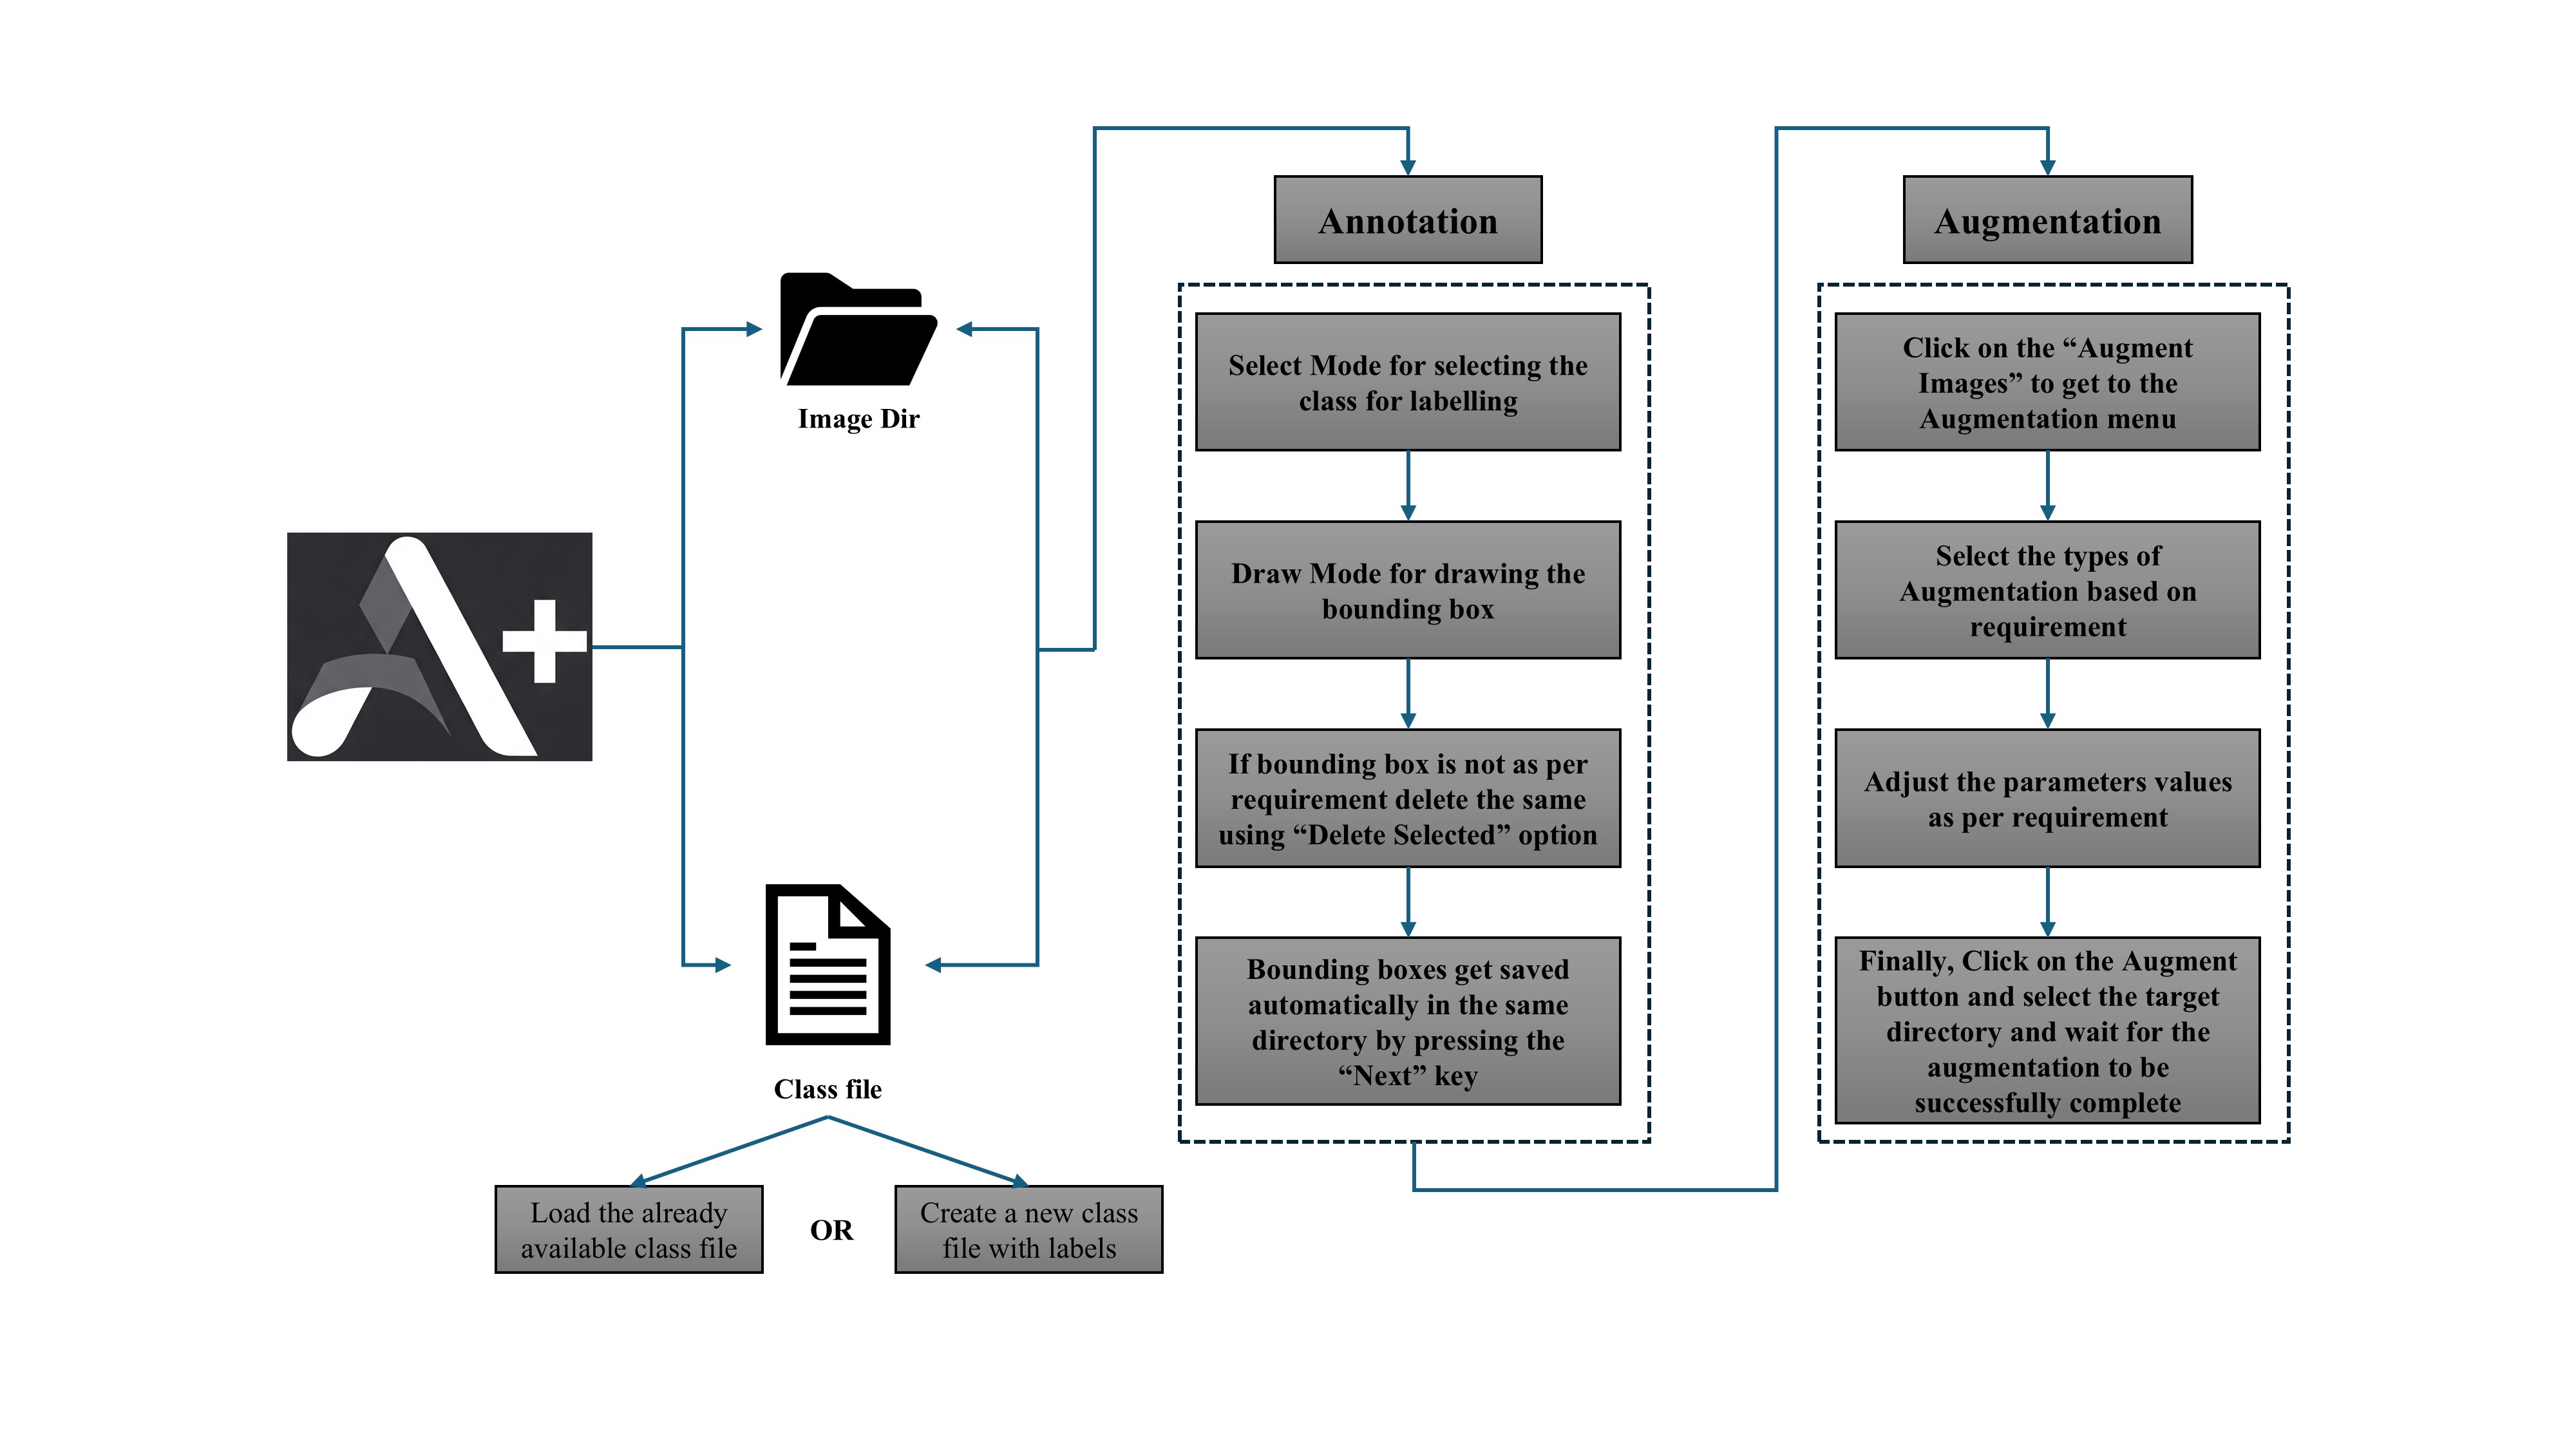 Image Dir
Class file
Load the already
available class file
OR
Create a new class
file with labels
Annotation
Select Mode for selecting the
class for labelling
Draw Mode for drawing the
bounding box
If bounding box is not as per
requirement delete the same
using “Delete Selected” option
Bounding boxes get saved
automatically in the same
directory by pressing the
“Next” key
Augmentation
Click on the “Augment
Images” to get to the
Augmentation menu
Select the types of
Augmentation based on
requirement
Adjust the parameters values
as per requirement
Finally, Click on the Augment
button and select the target
directory and wait for the
augmentation to be
successfully complete